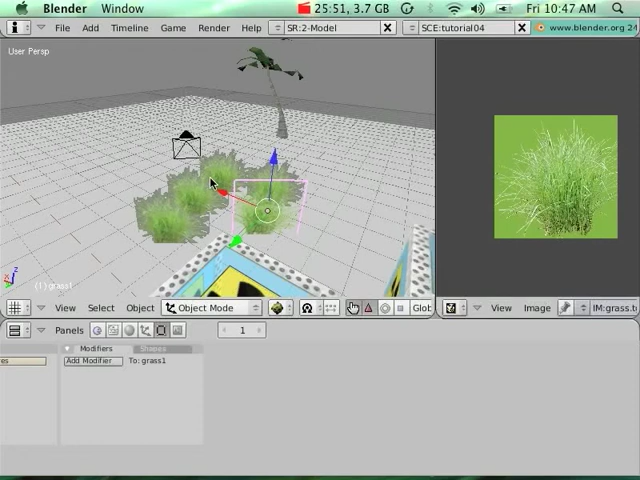 Blender Window 25:51, 3.7 GB Fri 10:47 AM
File Add Timeline Game Render Help SR:2-Model SCE:tutorial04 www.blender.org 24
User Persp
(1) grass1
View Select Object Object Mode Glob View Image IM:grass.t
Panels 1
Modifiers Shapes
Add Modifier To: grass1